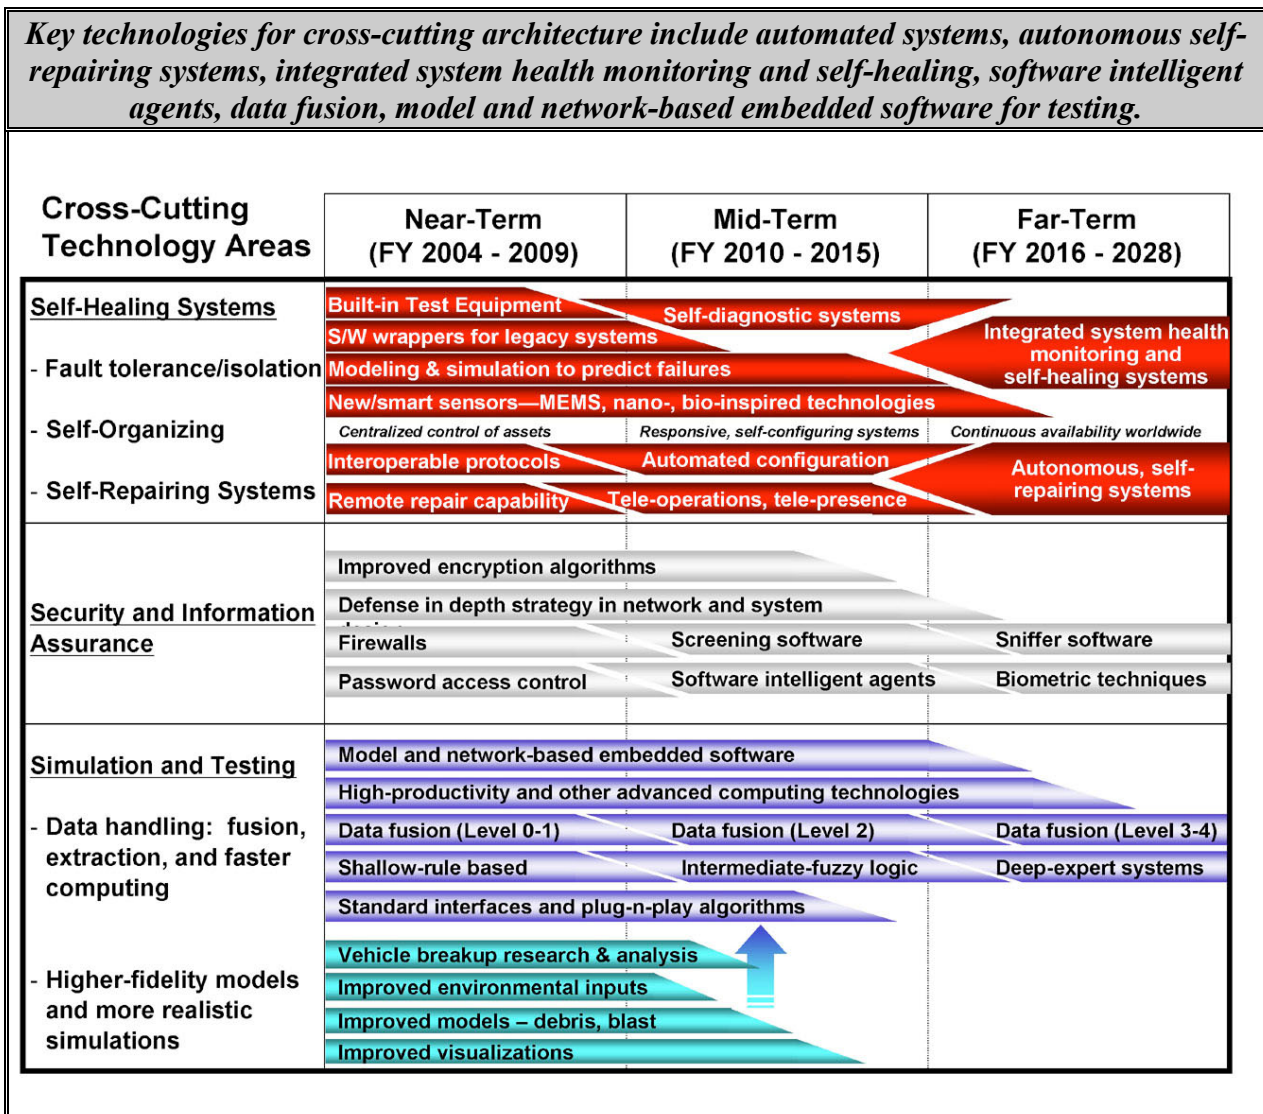 Key technologies for cross-cutting architecture include automated systems, autonomous self-
repairing systems, integrated system health monitoring and self-healing, software intelligent
agents, data fusion, model and network-based embedded software for testing.
Cross-Cutting
Technology Areas
Near-Term
(FY 2004 - 2009)
Mid-Term
(FY 2010 - 2015)
Far-Term
(FY 2016 - 2028)
Self-Healing Systems
- Fault tolerance/isolation
- Self-Organizing
- Self-Repairing Systems
Built-in Test Equipment
Self-diagnostic systems
S/W wrappers for legacy systems
Integrated system health
monitoring and
self-healing systems
Modeling & simulation to predict failures
New/smart sensors—MEMS, nano-, bio-inspired technologies
Centralized control of assets
Responsive, self-configuring systems
Continuous availability worldwide
Interoperable protocols
Automated configuration
Autonomous, self-
repairing systems
Remote repair capability
Tele-operations, tele-presence
Security and Information
Assurance
Improved encryption algorithms
Defense in depth strategy in network and system
Firewalls
Screening software
Sniffer software
Password access control
Software intelligent agents
Biometric techniques
Simulation and Testing
- Data handling: fusion,
extraction, and faster
computing
- Higher-fidelity models
and more realistic
simulations
Model and network-based embedded software
High-productivity and other advanced computing technologies
Data fusion (Level 0-1)
Data fusion (Level 2)
Data fusion (Level 3-4)
Shallow-rule based
Intermediate-fuzzy logic
Deep-expert systems
Standard interfaces and plug-n-play algorithms
Vehicle breakup research & analysis
Improved environmental inputs
Improved models – debris, blast
Improved visualizations